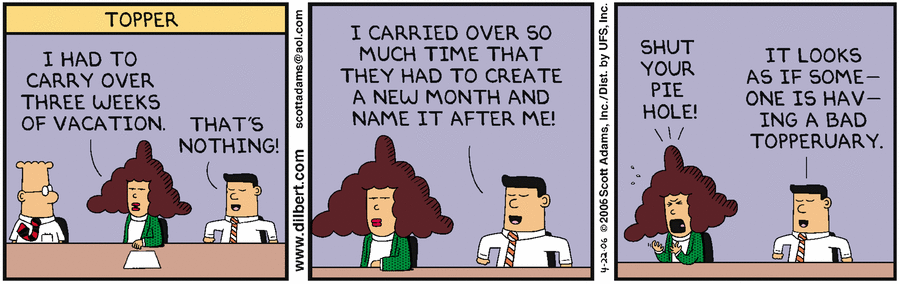 TOPPER
I HAD TO
CARRY OVER
THREE WEEKS
OF VACATION.
THAT'S
NOTHING!
www.dilbert.com
scottadams@aol.com
I CARRIED OVER SO
MUCH TIME THAT
THEY HAD TO CREATE
A NEW MONTH AND
NAME IT AFTER ME!
4-22-06 ©2006 Scott Adams, Inc./Dist. by UFS, Inc.
SHUT
YOUR
PIE
HOLE!
IT LOOKS
AS IF SOME-
ONE IS HAV-
ING A BAD
TOPPERUARY.